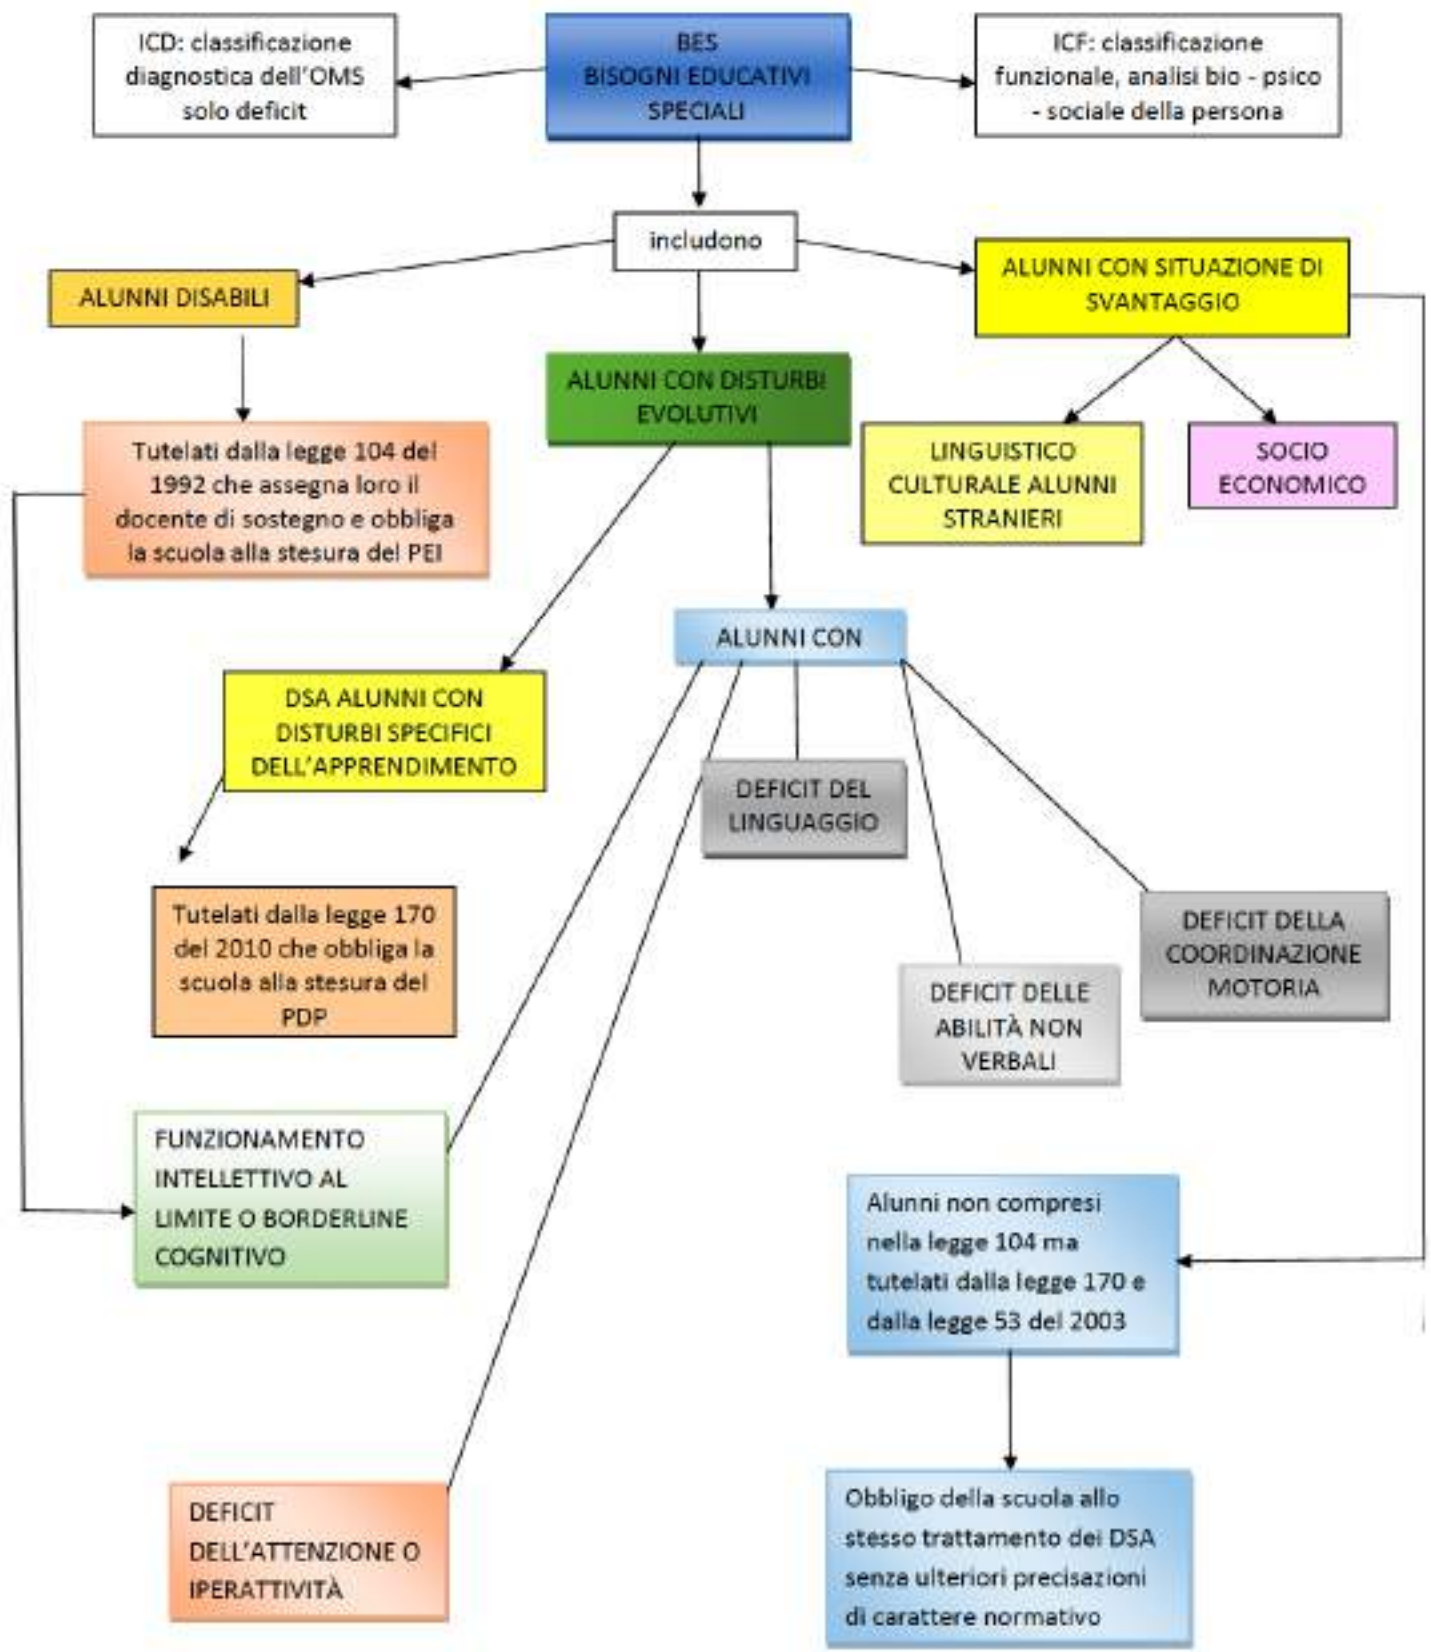 ICD: classificazione
diagnostica dell'OMS
solo deficit
BES
BISOGNI EDUCATIVI
SPECIALI
ICF: classificazione
funzionale, analisi bio - psico
- sociale della persona
includono
ALUNNI DISABILI
ALUNNI CON SITUAZIONE DI
SVANTAGGIO
ALUNNI CON DISTURBI
EVOLUTIVI
Tutelati dalla legge 104 del
1992 che assegna loro il
docente di sostegno e obbliga
la scuola alla stesura del PEI
LINGUISTICO
CULTURALE ALUNNI
STRANIERI
SOCIO
ECONOMICO
ALUNNI CON
DSA ALUNNI CON
DISTURBI SPECIFICI
DELL'APPRENDIMENTO
DEFICIT DEL
LINGUAGGIO
Tutelati dalla legge 170
del 2010 che obbliga la
scuola alla stesura del
PDP
DEFICIT DELLA
COORDINAZIONE
MOTORIA
DEFICIT DELLE
ABILITÀ NON
VERBALI
FUNZIONAMENTO
INTELLETTIVO AL
LIMITE O BORDERLINE
COGNITIVO
Alunni non compresi
nella legge 104 ma
tutelati dalla legge 170 e
dalla legge 53 del 2003
DEFICIT
DELL'ATTENZIONE O
IPERATTIVITÀ
Obbligo della scuola allo
stesso trattamento dei DSA
senza ulteriori precisazioni
di carattere normativo